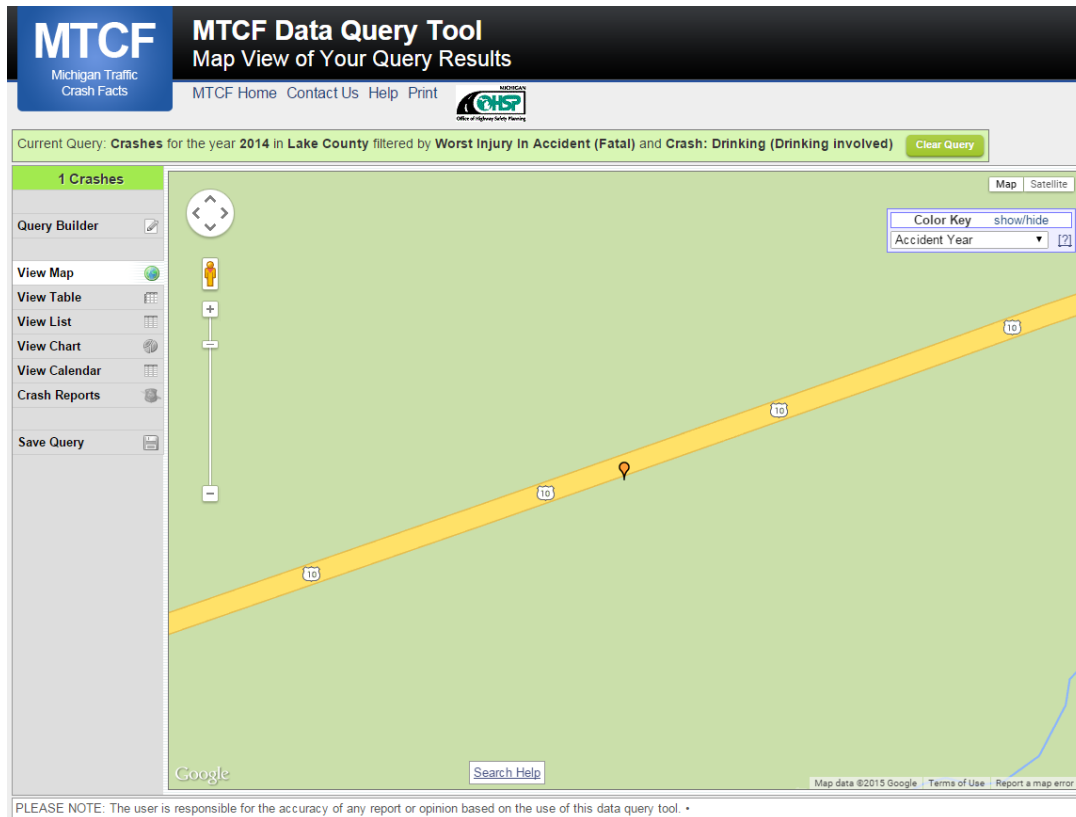 MTCF
Michigan Traffic
Crash Facts
MTCF Data Query Tool
Map View of Your Query Results
MTCF Home Contact Us Help Print
MICHIGAN
OHSP
Office of Highway Safety Planning
Current Query: Crashes for the year 2014 in Lake County filtered by Worst Injury In Accident (Fatal) and Crash: Drinking (Drinking involved) Clear Query
1 Crashes
Query Builder
View Map
View Table
View List
View Chart
View Calendar
Crash Reports
Save Query
Map Satellite
Color Key show/hide
Accident Year [?]
10
10
10
10
Google
Search Help
Map data ©2015 Google Terms of Use Report a map error
PLEASE NOTE: The user is responsible for the accuracy of any report or opinion based on the use of this data query tool. •